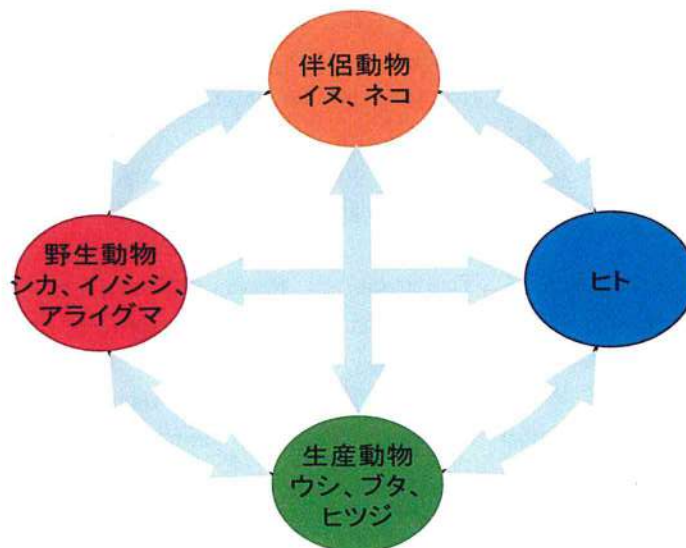 伴侶動物
イヌ、ネコ
野生動物
シカ、イノシシ、
アライグマ
ヒト
生産動物
ウシ、ブタ、
ヒツジ